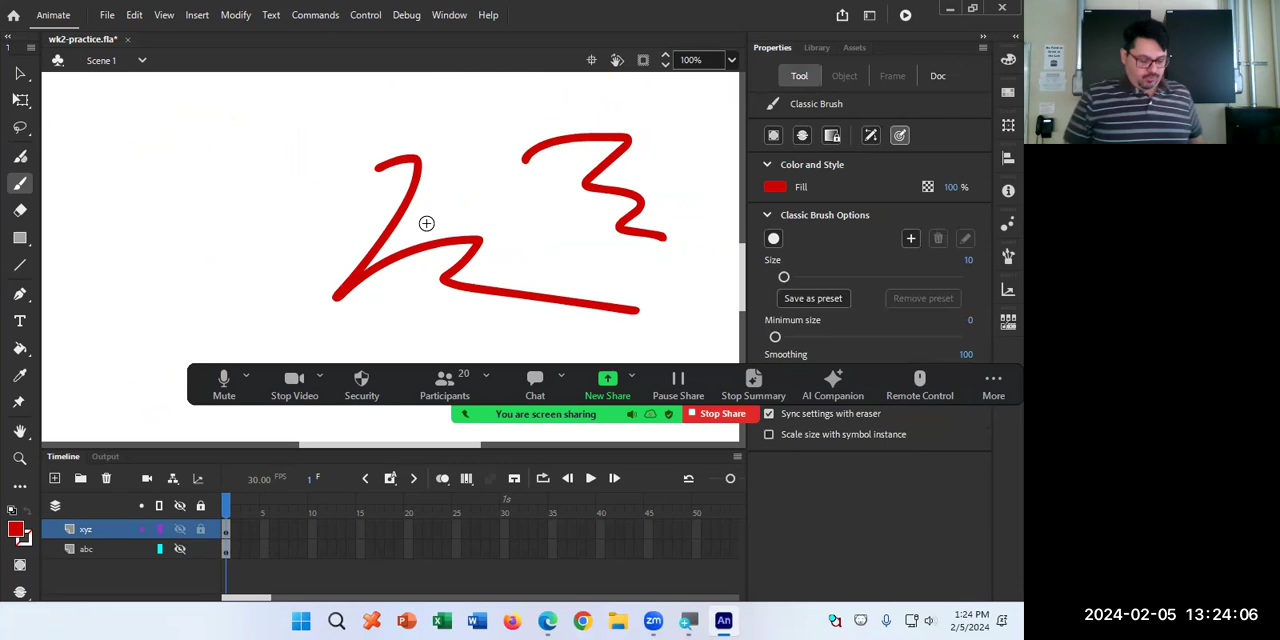 Animate File Edit View Insert Modify Text Commands Control Debug Window Help
wk2-practice.fla*
Scene 1 100%
Properties Library Assets
Tool Object Frame Doc
Classic Brush
Color and Style
Fill 100 %
Classic Brush Options
Size 10
Save as preset Remove preset
Minimum size 0
Smoothing 100
20
Mute Stop Video Security Participants Chat New Share Pause Share Stop Summary AI Companion Remote Control More
You are screen sharing Stop Share
Sync settings with eraser
Scale size with symbol instance
Timeline Output
30.00 FPS 1 F
1s
5 10 15 20 25 30 35 40 45 50
xyz
abc
1:24 PM
2/5/2024
2024-02-05 13:24:06